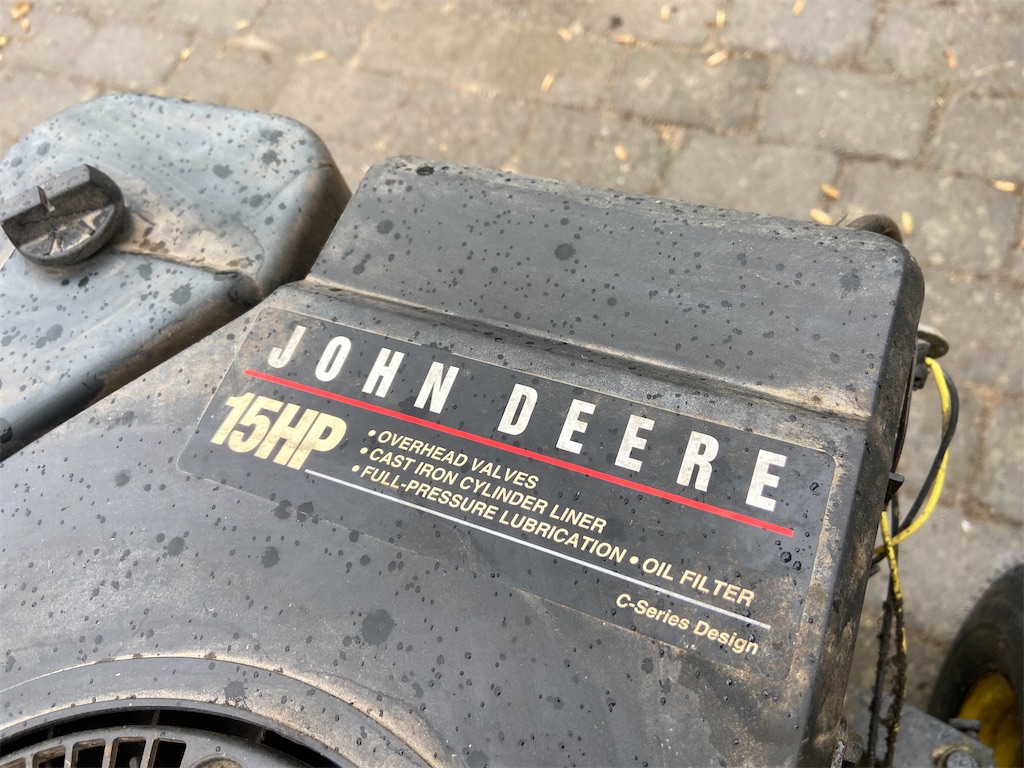 JOHN DEERE
15HP
• OVERHEAD VALVES
• CAST IRON CYLINDER LINER
• FULL-PRESSURE LUBRICATION • OIL FILTER
C-Series Design